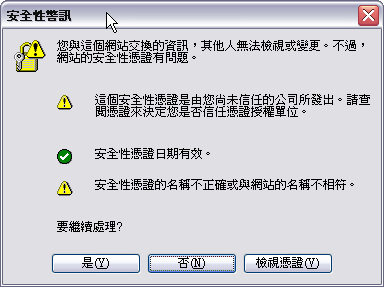 安全性警訊
您與這個網站交換的資訊，其他人無法檢視或變更。不過，
網站的安全性憑證有問題。
這個安全性憑證是由您尚未信任的公司所發出。請查
閱憑證來決定您是否信任憑證授權單位。
安全性憑證日期有效。
安全性憑證的名稱不正確或與網站的名稱不相符。
要繼續處理?
是(Y)
否(N)
檢視憑證(V)